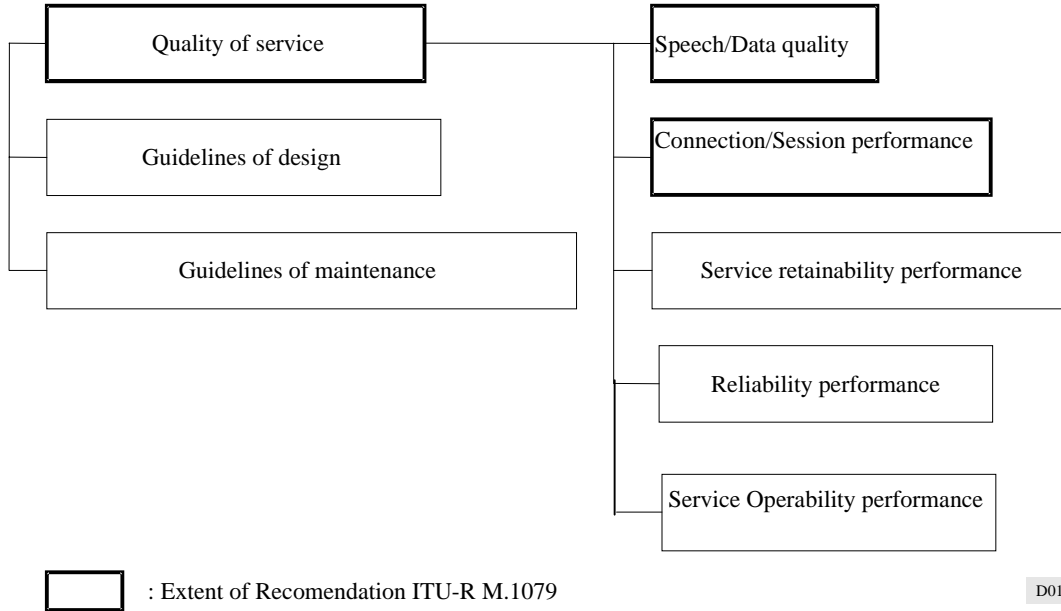 Quality of service
Speech/Data quality
Guidelines of design
Connection/Session performance
Guidelines of maintenance
Service retainability performance
Reliability performance
Service Operability performance
: Extent of Recomendation ITU-R M.1079
D01